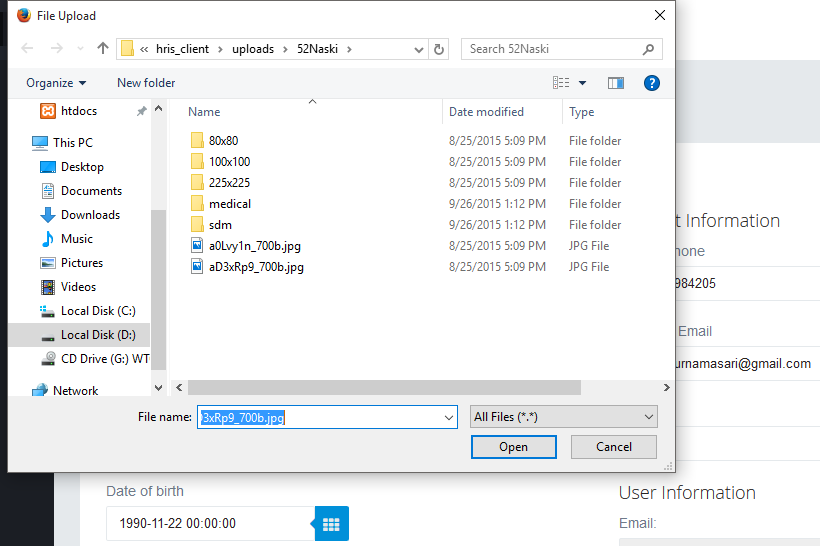 File Upload
« hris_client › uploads › 52Naski ›
Search 52Naski
Organize
New folder
Name
Date modified
Type
htdocs
This PC
Desktop
Documents
Downloads
Music
Pictures
Videos
Local Disk (C:)
Local Disk (D:)
CD Drive (G:) WT
Network
80x80 8/25/2015 5:09 PM File folder
100x100 8/25/2015 5:09 PM File folder
225x225 8/25/2015 5:09 PM File folder
medical 9/26/2015 1:12 PM File folder
sdm 9/26/2015 1:12 PM File folder
a0Lvy1n_700b.jpg 8/25/2015 5:09 PM JPG File
aD3xRp9_700b.jpg 8/25/2015 5:09 PM JPG File
File name:
3xRp9_700b.jpg
All Files (*.*)
Open
Cancel
t Information
hone
984205
Email
urnamasari@gmail.com
Date of birth
1990-11-22 00:00:00
User Information
Email: